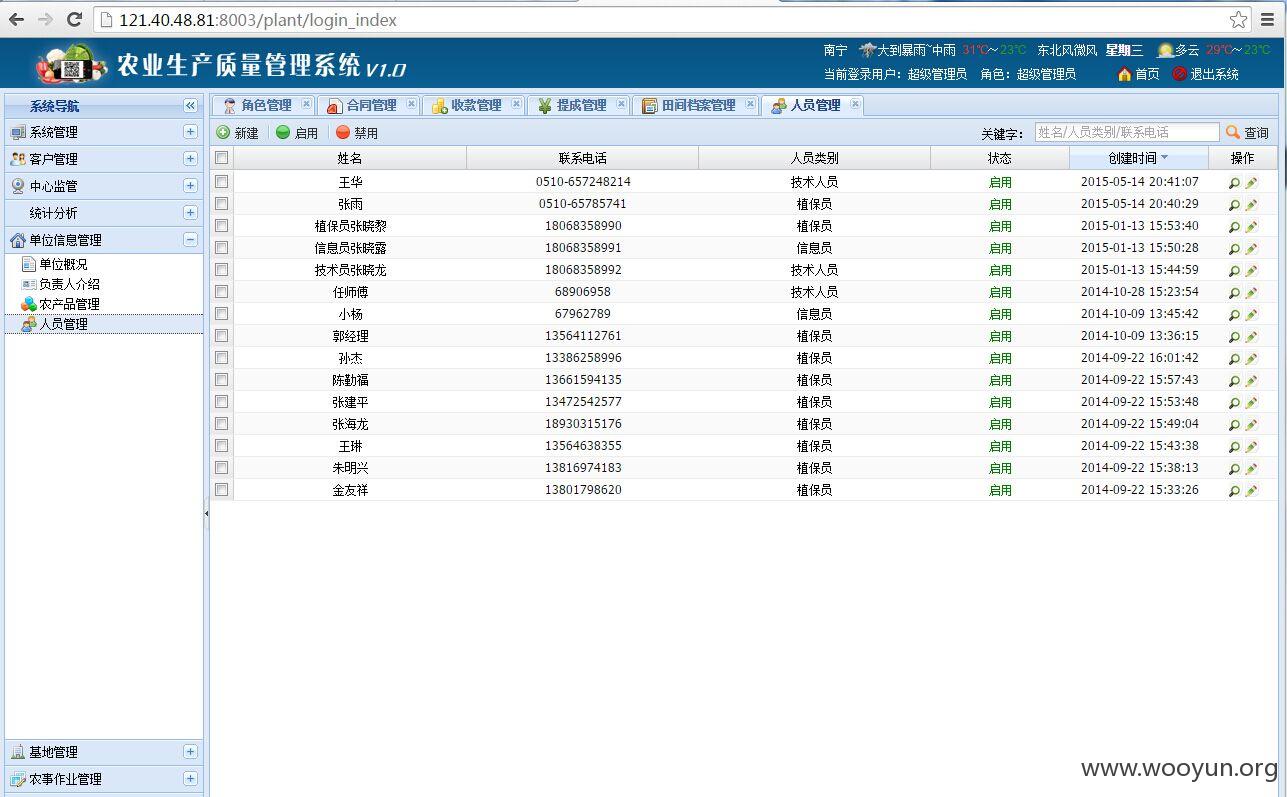 121.40.48.81:8003/plant/login_index
农业生产质量管理系统V1.0
南宁 大到暴雨~中雨 31℃~23℃ 东北风微风 星期三 多云 29℃~23℃
当前登录用户：超级管理员 角色：超级管理员 首页 退出系统
系统导航
系统管理
客户管理
中心监管
统计分析
单位信息管理
单位概况
负责人介绍
农产品管理
人员管理
基地管理
农事作业管理
角色管理 合同管理 收款管理 提成管理 田间档案管理 人员管理
新建 启用 禁用 关键字： 姓名/人员类别/联系电话 查询
姓名 联系电话 人员类别 状态 创建时间 操作
王华 0510-657248214 技术人员 启用 2015-05-14 20:41:07
张雨 0510-65785741 植保员 启用 2015-05-14 20:40:29
植保员张晓黎 18068358990 植保员 启用 2015-01-13 15:53:40
信息员张晓露 18068358991 信息员 启用 2015-01-13 15:50:28
技术员张晓龙 18068358992 技术人员 启用 2015-01-13 15:44:59
任师傅 68906958 技术人员 启用 2014-10-28 15:23:54
小杨 67962789 信息员 启用 2014-10-09 13:45:42
郭经理 13564112761 植保员 启用 2014-10-09 13:36:15
孙杰 13386258996 植保员 启用 2014-09-22 16:01:42
陈勤福 13661594135 植保员 启用 2014-09-22 15:57:43
张建平 13472542577 植保员 启用 2014-09-22 15:53:48
张海龙 18930315176 植保员 启用 2014-09-22 15:49:04
王琳 13564638355 植保员 启用 2014-09-22 15:43:38
朱明兴 13816974183 植保员 启用 2014-09-22 15:38:13
金友祥 13801798620 植保员 启用 2014-09-22 15:33:26
www.wooyun.org